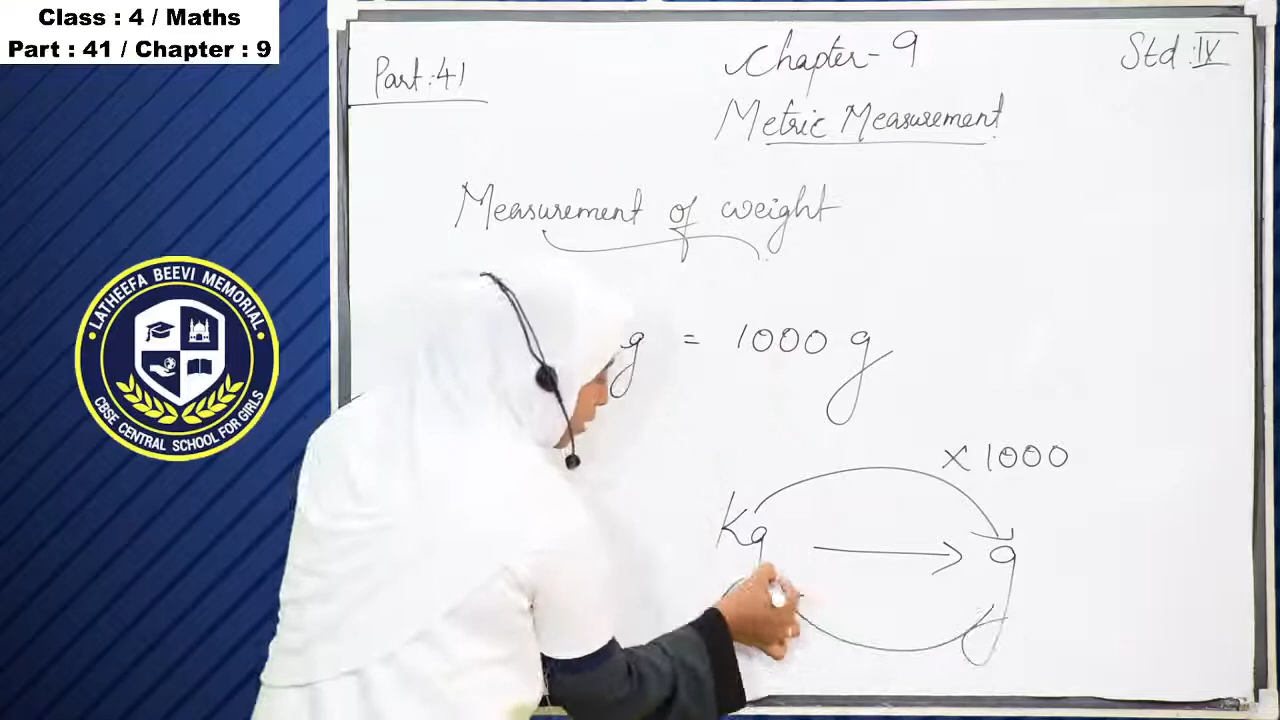 Class : 4 / Maths
Part : 41 / Chapter : 9
Part:41
Chapter-9
Std:IV
Metric Measurement
Measurement of weight
g = 1000 g
x 1000
Kg
g
LATHEEFA BEEVI MEMORIAL
CBSE CENTRAL SCHOOL FOR GIRLS